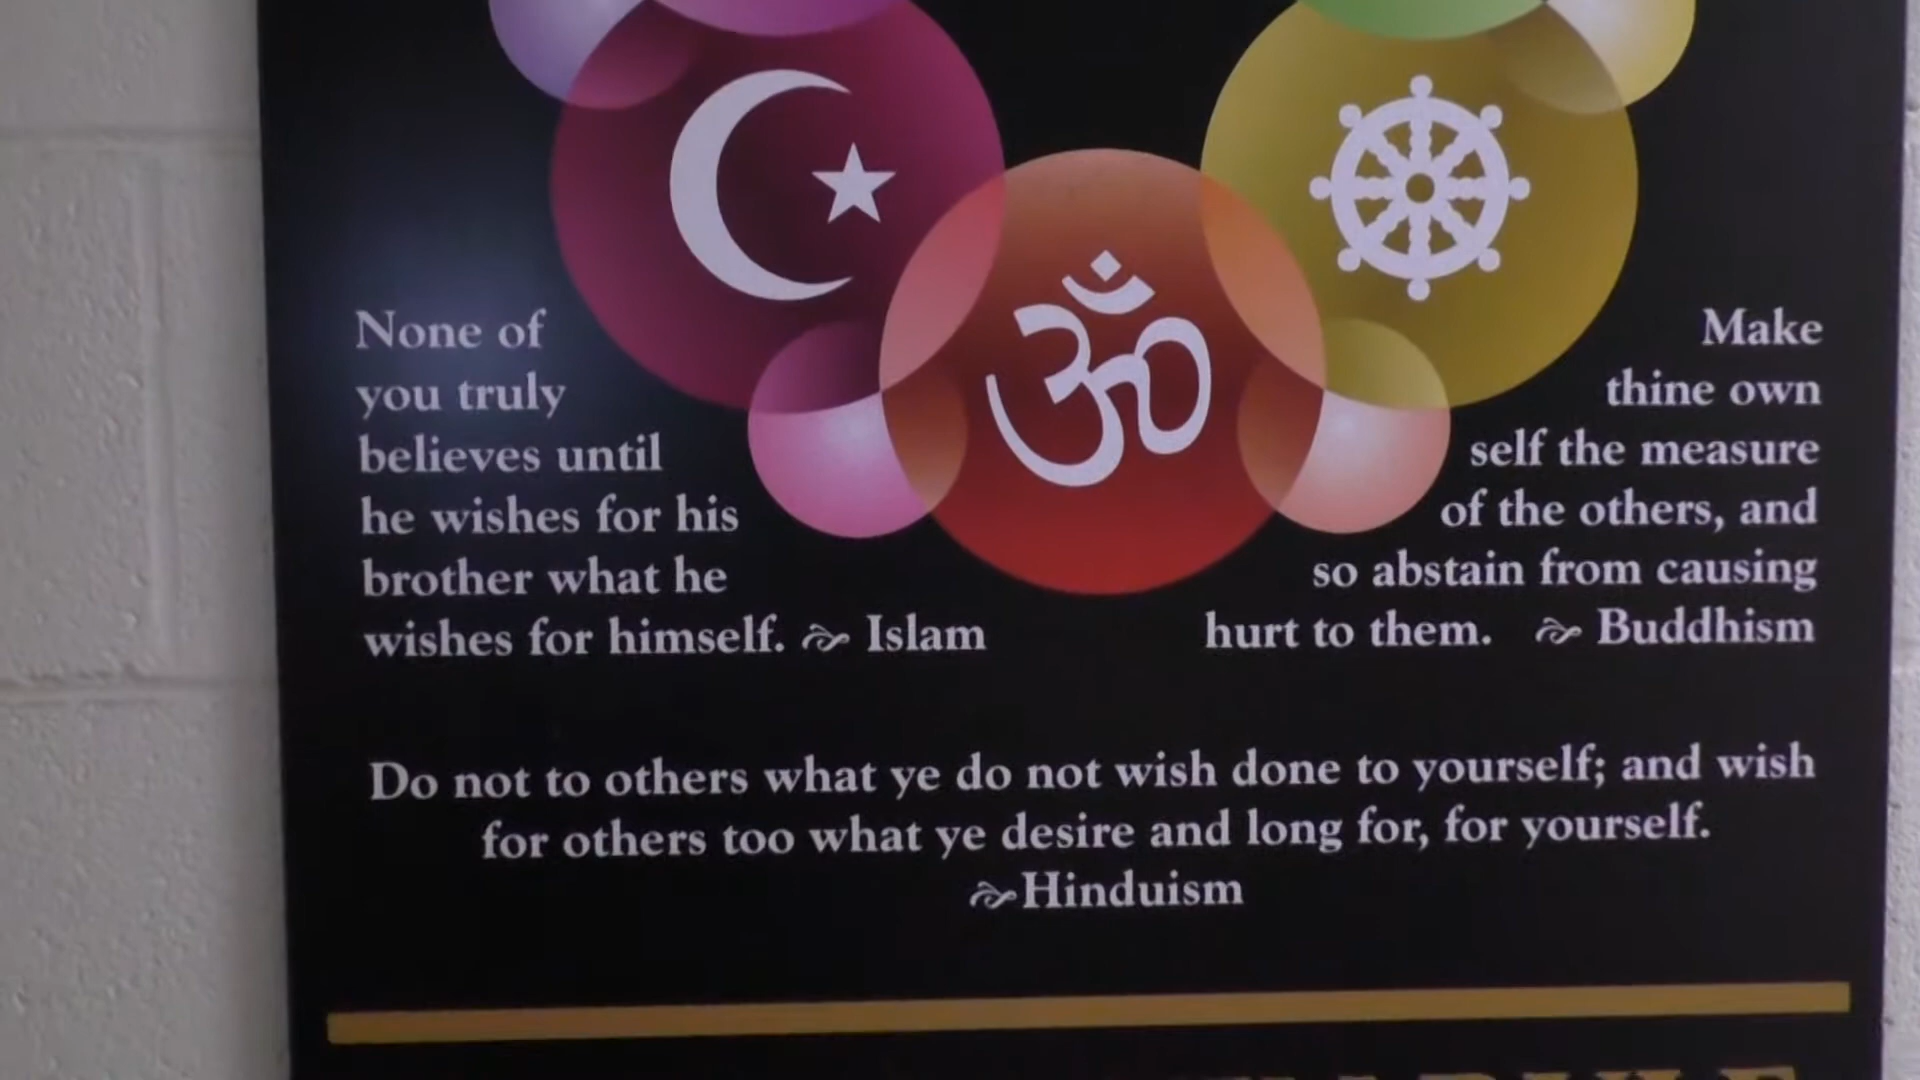 None of
you truly
believes until
he wishes for his
brother what he
wishes for himself. Islam
Make
thine own
self the measure
of the others, and
so abstain from causing
hurt to them. Buddhism
Do not to others what ye do not wish done to yourself; and wish
for others too what ye desire and long for, for yourself.
Hinduism